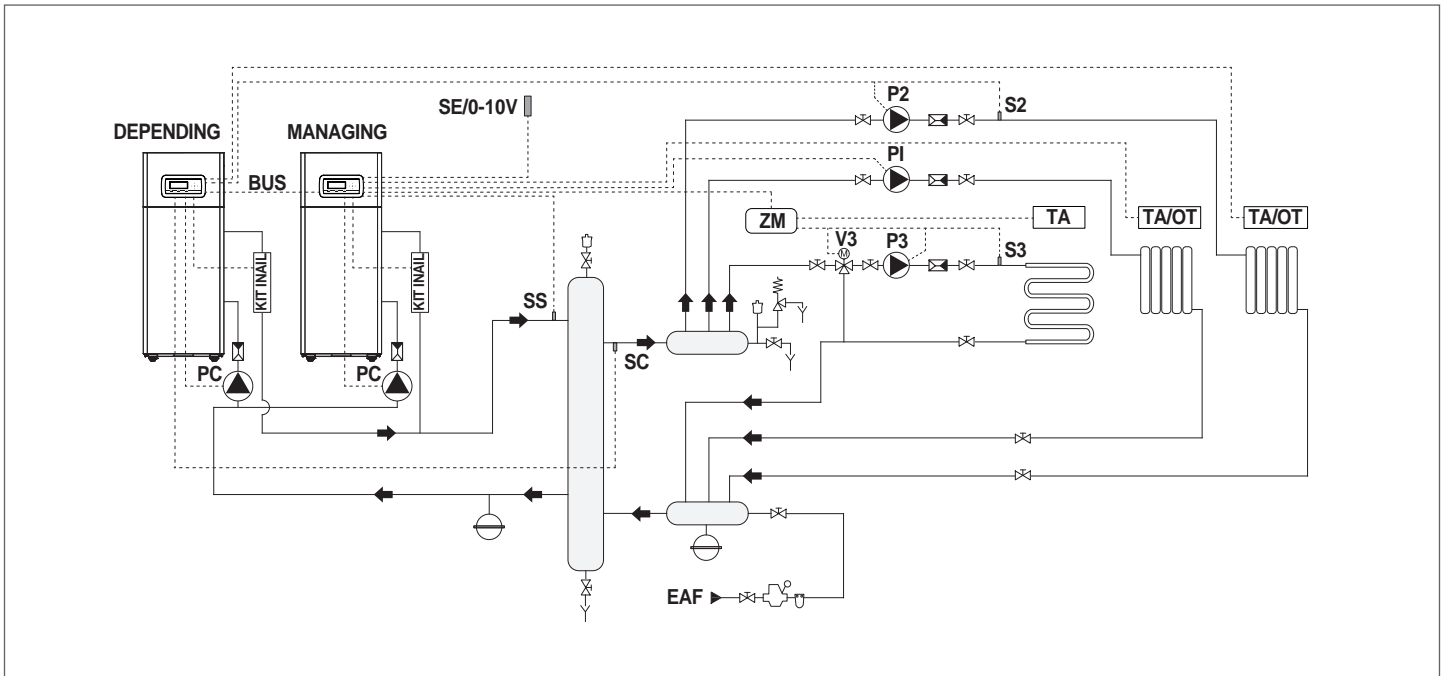 P2
S2
SE/0-10V
DEPENDING
MANAGING
PI
BUS
ZM
TA
TA/OT
TA/OT
V3
M
P3
S3
KIT INAIL
KIT INAIL
SS
SC
PC
PC
EAF